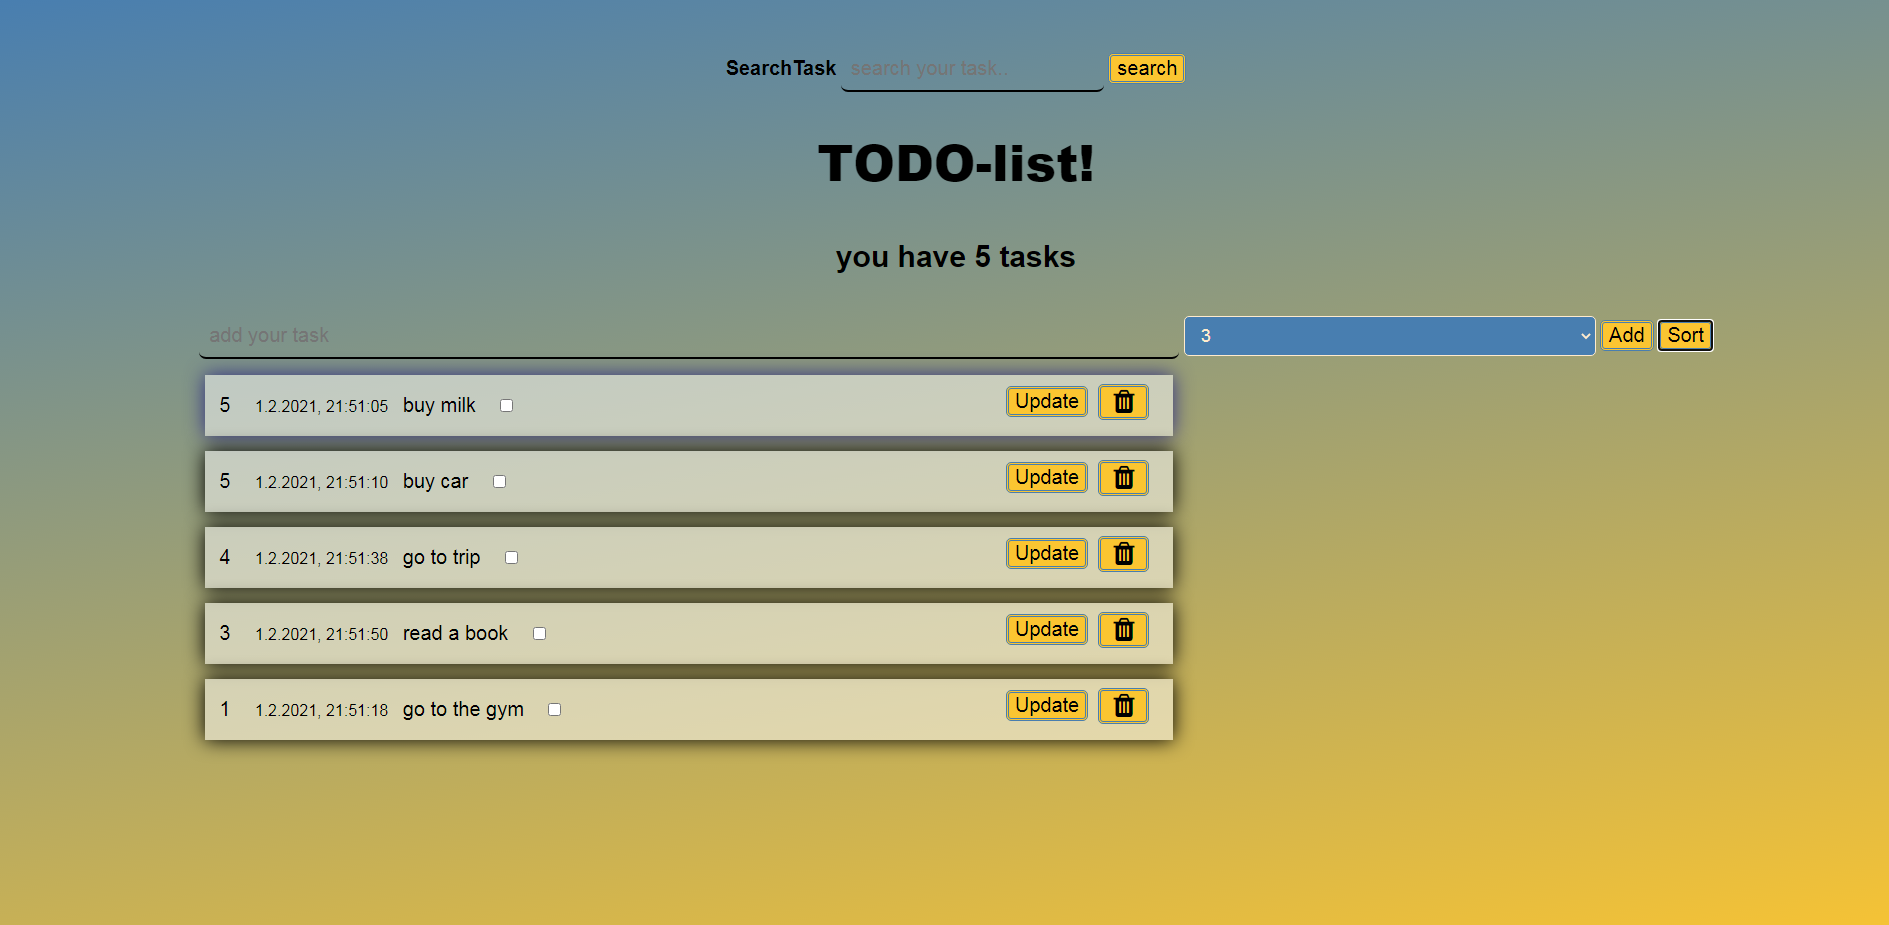 SearchTask search your task.. search
TODO-list!
you have 5 tasks
add your task 3 Add Sort
5 1.2.2021, 21:51:05 buy milk Update
5 1.2.2021, 21:51:10 buy car Update
4 1.2.2021, 21:51:38 go to trip Update
3 1.2.2021, 21:51:50 read a book Update
1 1.2.2021, 21:51:18 go to the gym Update